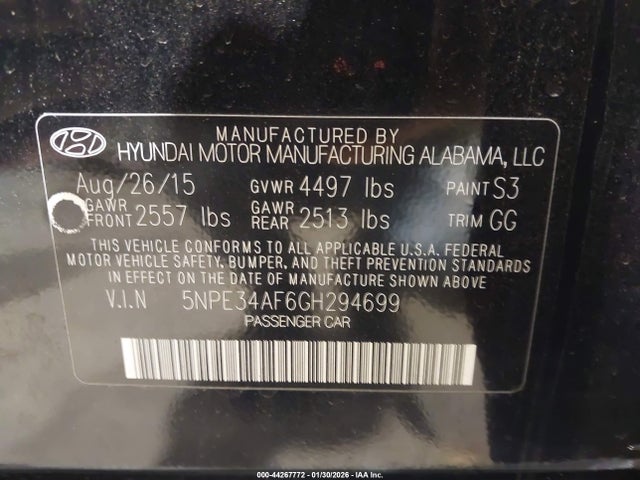 MANUFACTURED BY
HYUNDAI MOTOR MANUFACTURING ALABAMA, LLC
Aug/26/15 GVWR 4497 lbs PAINT S3
GAWR FRONT 2557 lbs GAWR REAR 2513 lbs TRIM GG
THIS VEHICLE CONFORMS TO ALL APPLICABLE U.S.A. FEDERAL
MOTOR VEHICLE SAFETY, BUMPER, AND THEFT PREVENTION STANDARDS
IN EFFECT ON THE DATE OF MANUFACTURE SHOWN ABOVE.
V.I.N 5NPE34AF6GH294699
PASSENGER CAR
000-44267772 - 01/30/2026 - IAA Inc.